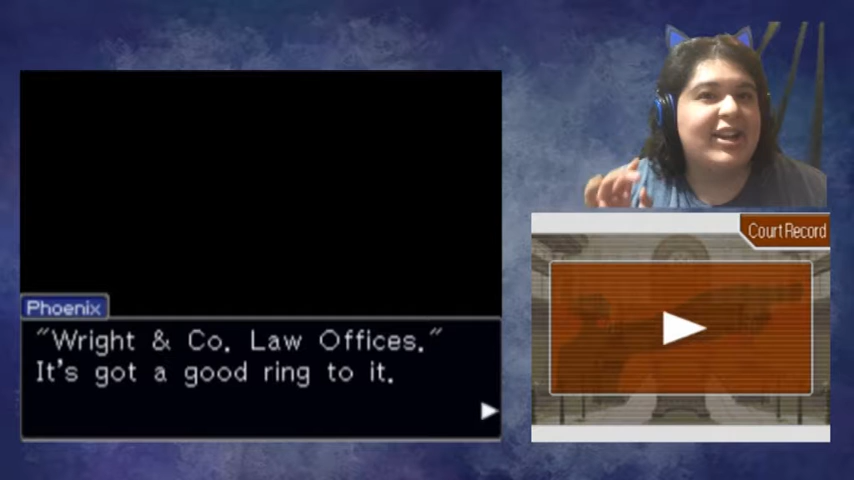 Court Record
Phoenix
"Wright & Co. Law Offices."
It's got a good ring to it.